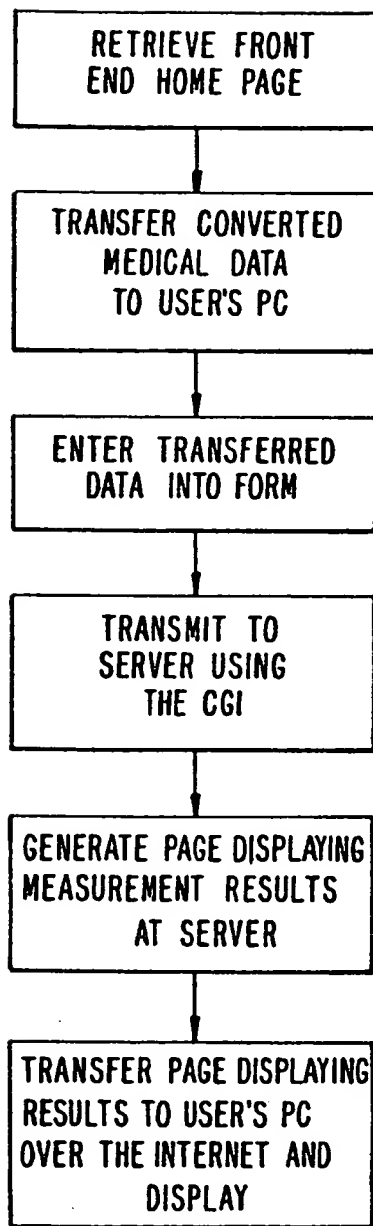 RETRIEVE FRONT
END HOME PAGE
TRANSFER CONVERTED
MEDICAL DATA
TO USER'S PC
ENTER TRANSFERRED
DATA INTO FORM
TRANSMIT TO
SERVER USING
THE CGI
GENERATE PAGE DISPLAYING
MEASUREMENT RESULTS
AT SERVER
TRANSFER PAGE DISPLAYING
RESULTS TO USER'S PC
OVER THE INTERNET AND
DISPLAY